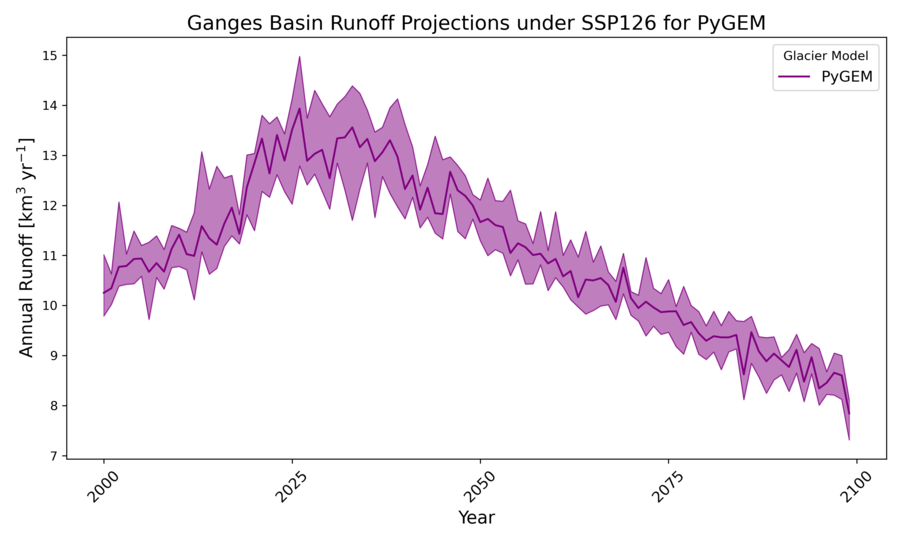 Ganges Basin Runoff Projections under SSP126 for PyGEM
Glacier Model
PyGEM
Annual Runoff [km³ yr⁻¹]
15
14
13
12
11
10
9
8
7
2000
2025
2050
2075
2100
Year